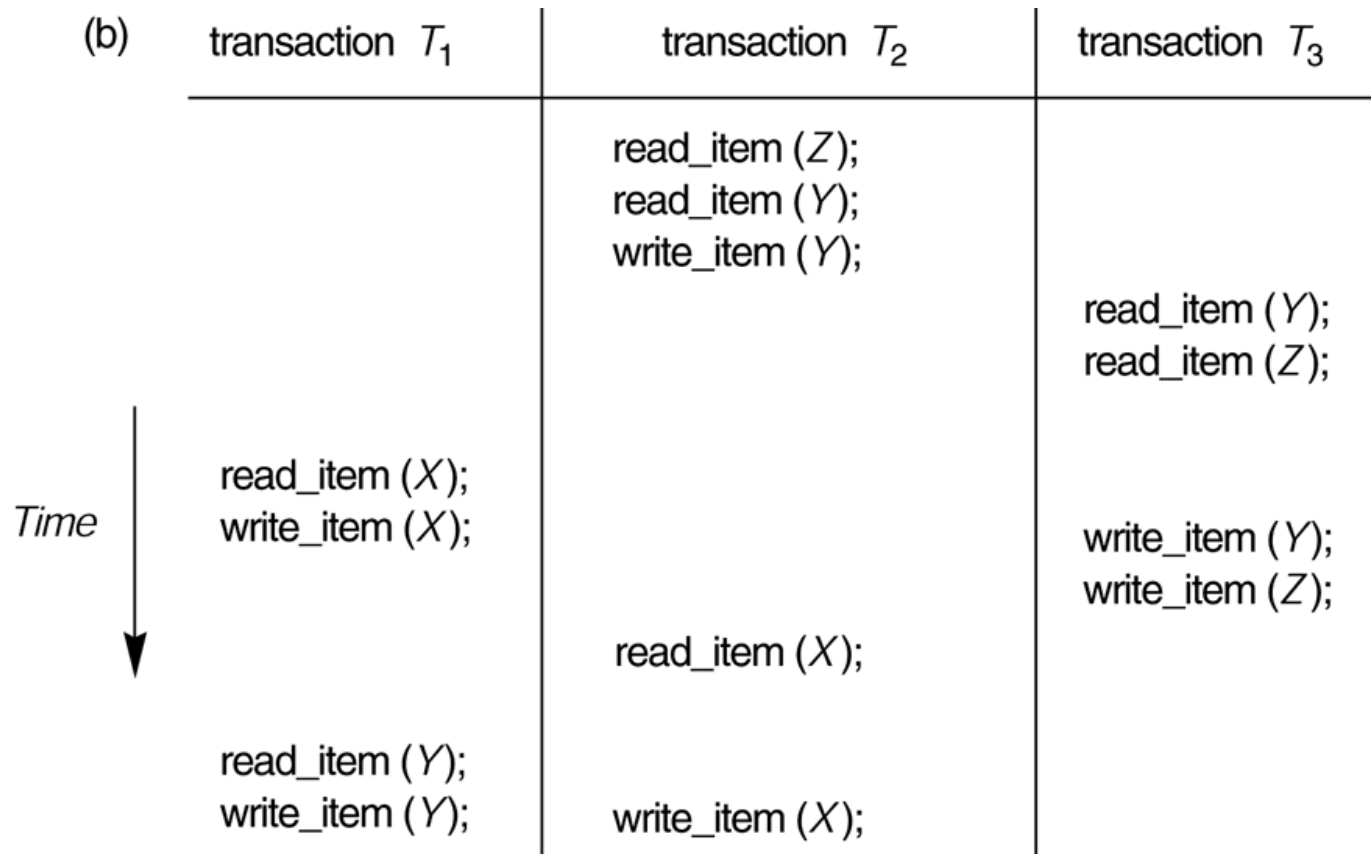 (b) transaction T₁ transaction T₂ transaction T₃
read_item (Z);
read_item (Y);
write_item (Y);
read_item (Y);
read_item (Z);
read_item (X);
Time write_item (X); write_item (Y);
write_item (Z);
read_item (X);
read_item (Y);
write_item (Y); write_item (X);